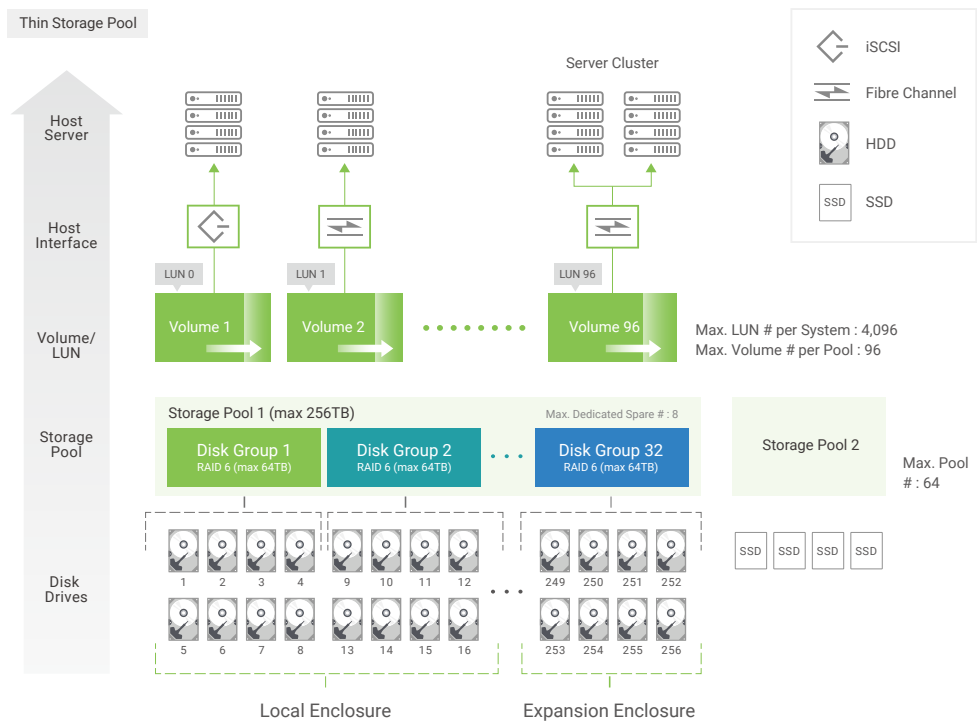 Thin Storage Pool
iSCSI
Fibre Channel
HDD
SSD
SSD
Server Cluster
Host
Server
Host
Interface
LUN 0
LUN 1
LUN 96
Volume/
LUN
Volume 1
Volume 2
Volume 96
Max. LUN # per System : 4,096
Max. Volume # per Pool : 96
Storage
Pool
Storage Pool 1 (max 256TB)
Max. Dedicated Spare # : 8
Disk Group 1
RAID 6 (max 64TB)
Disk Group 2
RAID 6 (max 64TB)
Disk Group 32
RAID 6 (max 64TB)
Storage Pool 2
Max. Pool
# : 64
Disk
Drives
1 2 3 4 9 10 11 12 249 250 251 252
SSD SSD SSD SSD
5 6 7 8 13 14 15 16 253 254 255 256
Local Enclosure
Expansion Enclosure